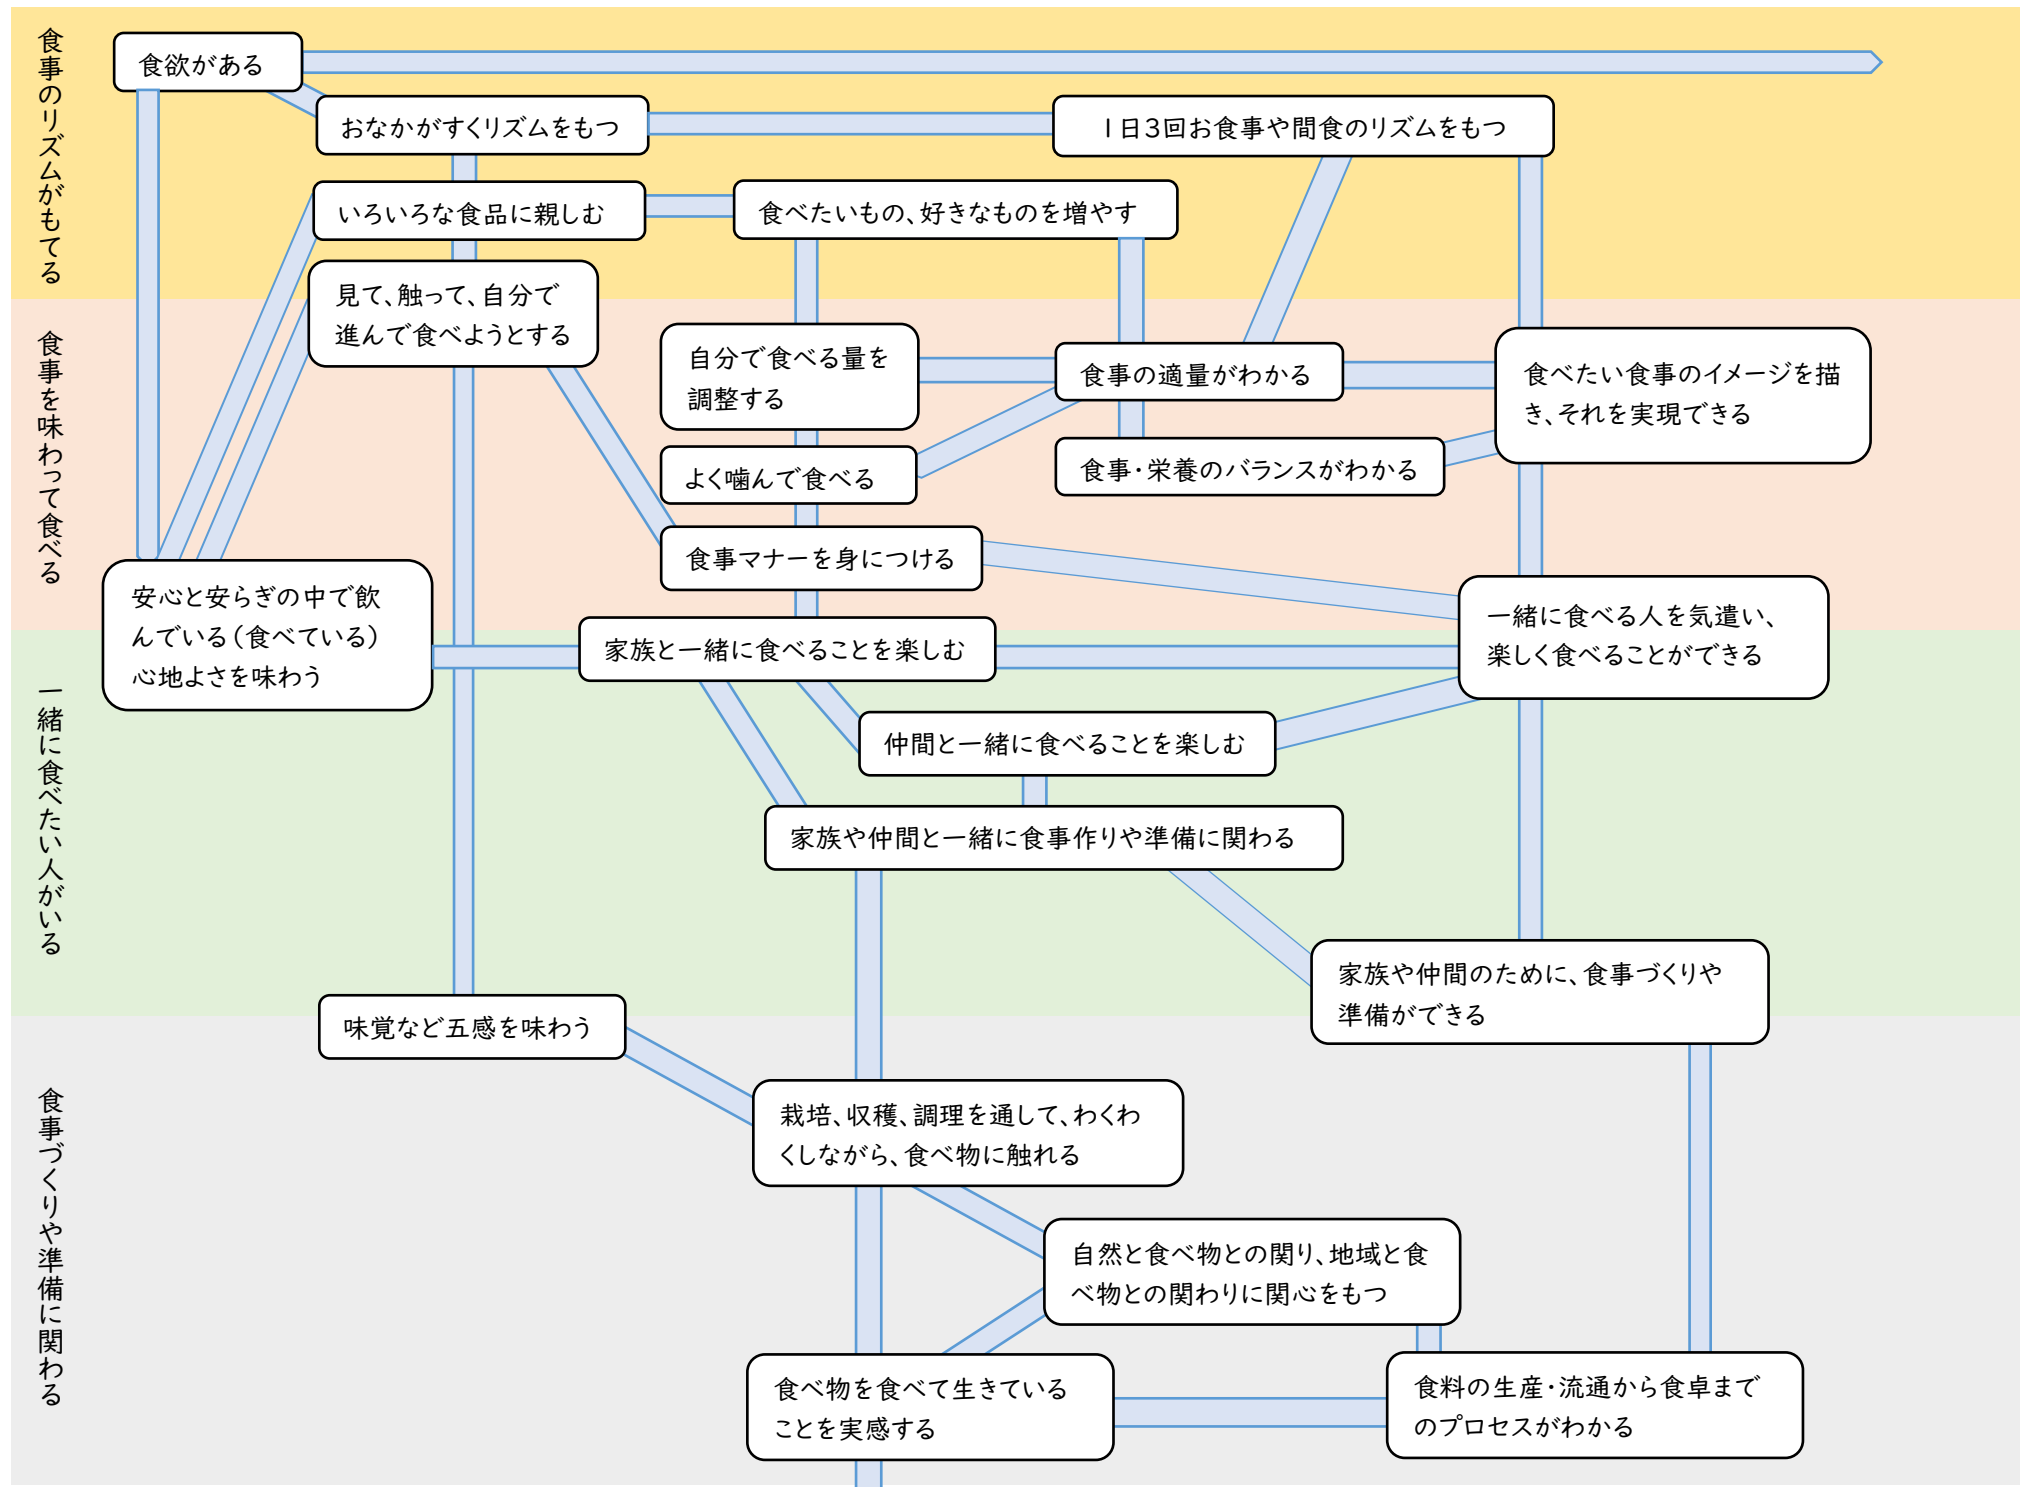 食事のリズムがもてる
食欲がある
おなかがすくリズムをもつ
1日3回お食事や間食のリズムをもつ
いろいろな食品に親しむ
食べたいもの、好きなものを増やす
見て、触って、自分で
進んで食べようとする
食事を味わって食べる
自分で食べる量を
調整する
食事の適量がわかる
食べたい食事のイメージを描
き、それを実現できる
よく噛んで食べる
食事・栄養のバランスがわかる
食事マナーを身につける
安心と安らぎの中で飲
んでいる（食べている）
心地よさを味わう
家族と一緒に食べることを楽しむ
一緒に食べる人を気遣い、
楽しく食べることができる
一緒に食べたい人がいる
仲間と一緒に食べることを楽しむ
家族や仲間と一緒に食事作りや準備に関わる
家族や仲間のために、食事づくりや
準備ができる
味覚など五感を味わう
食事づくりや準備に関わる
栽培、収穫、調理を通して、わくわ
くしながら、食べ物に触れる
自然と食べ物との関り、地域と食
べ物との関わりに関心をもつ
食べ物を食べて生きている
ことを実感する
食料の生産・流通から食卓まで
のプロセスがわかる